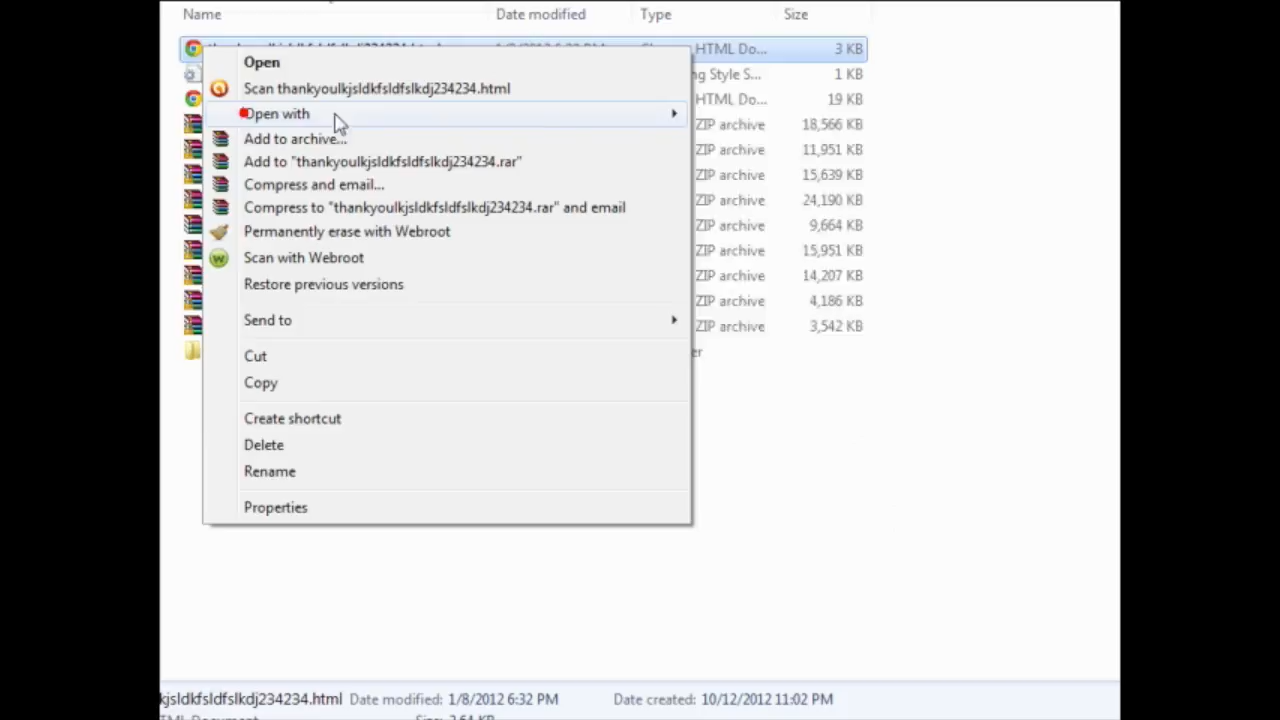 Name Date modified Type Size
HTML Do... 3 KB
Open
ng Style S... 1 KB
Scan thankyoulkjsldkfsldfslkdj234234.html
HTML Do... 19 KB
Open with
ZIP archive 18,566 KB
Add to archive...
ZIP archive 11,951 KB
Add to "thankyoulkjsldkfsldfslkdj234234.rar"
ZIP archive 15,639 KB
Compress and email...
ZIP archive 24,190 KB
Compress to "thankyoulkjsldkfsldfslkdj234234.rar" and email
ZIP archive 9,664 KB
Permanently erase with Webroot
ZIP archive 15,951 KB
Scan with Webroot
ZIP archive 14,207 KB
Restore previous versions
ZIP archive 4,186 KB
Send to
ZIP archive 3,542 KB
er
Cut
Copy
Create shortcut
Delete
Rename
Properties
kjsldkfsldfslkdj234234.html Date modified: 1/8/2012 6:32 PM Date created: 10/12/2012 11:02 PM